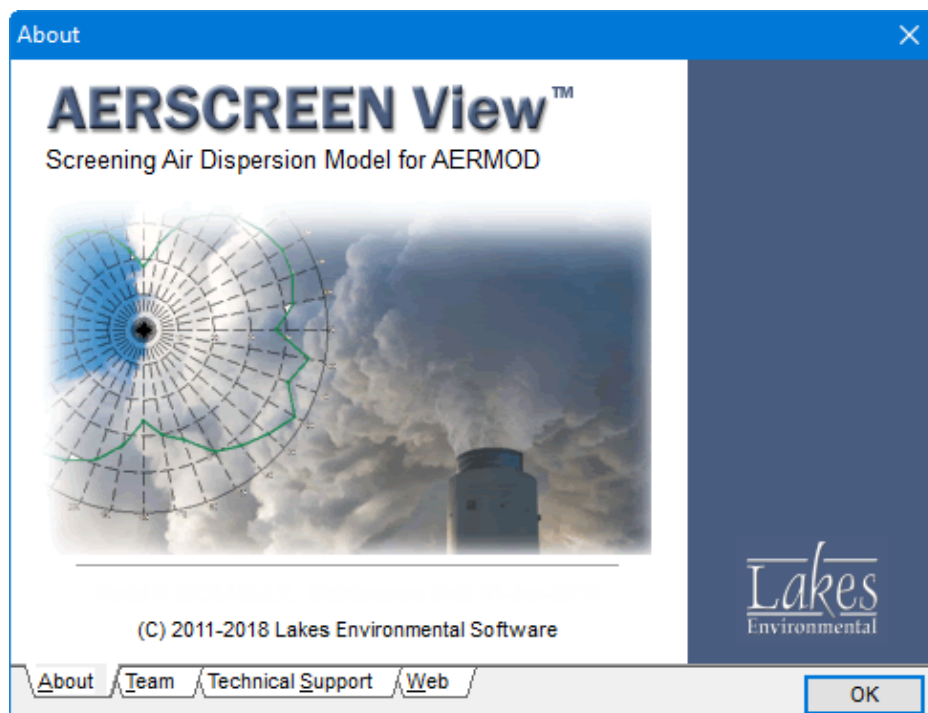 About
AERSCREEN View™
Screening Air Dispersion Model for AERMOD
Lakes
Environmental
(C) 2011-2018 Lakes Environmental Software
About
Team
Technical Support
Web
OK